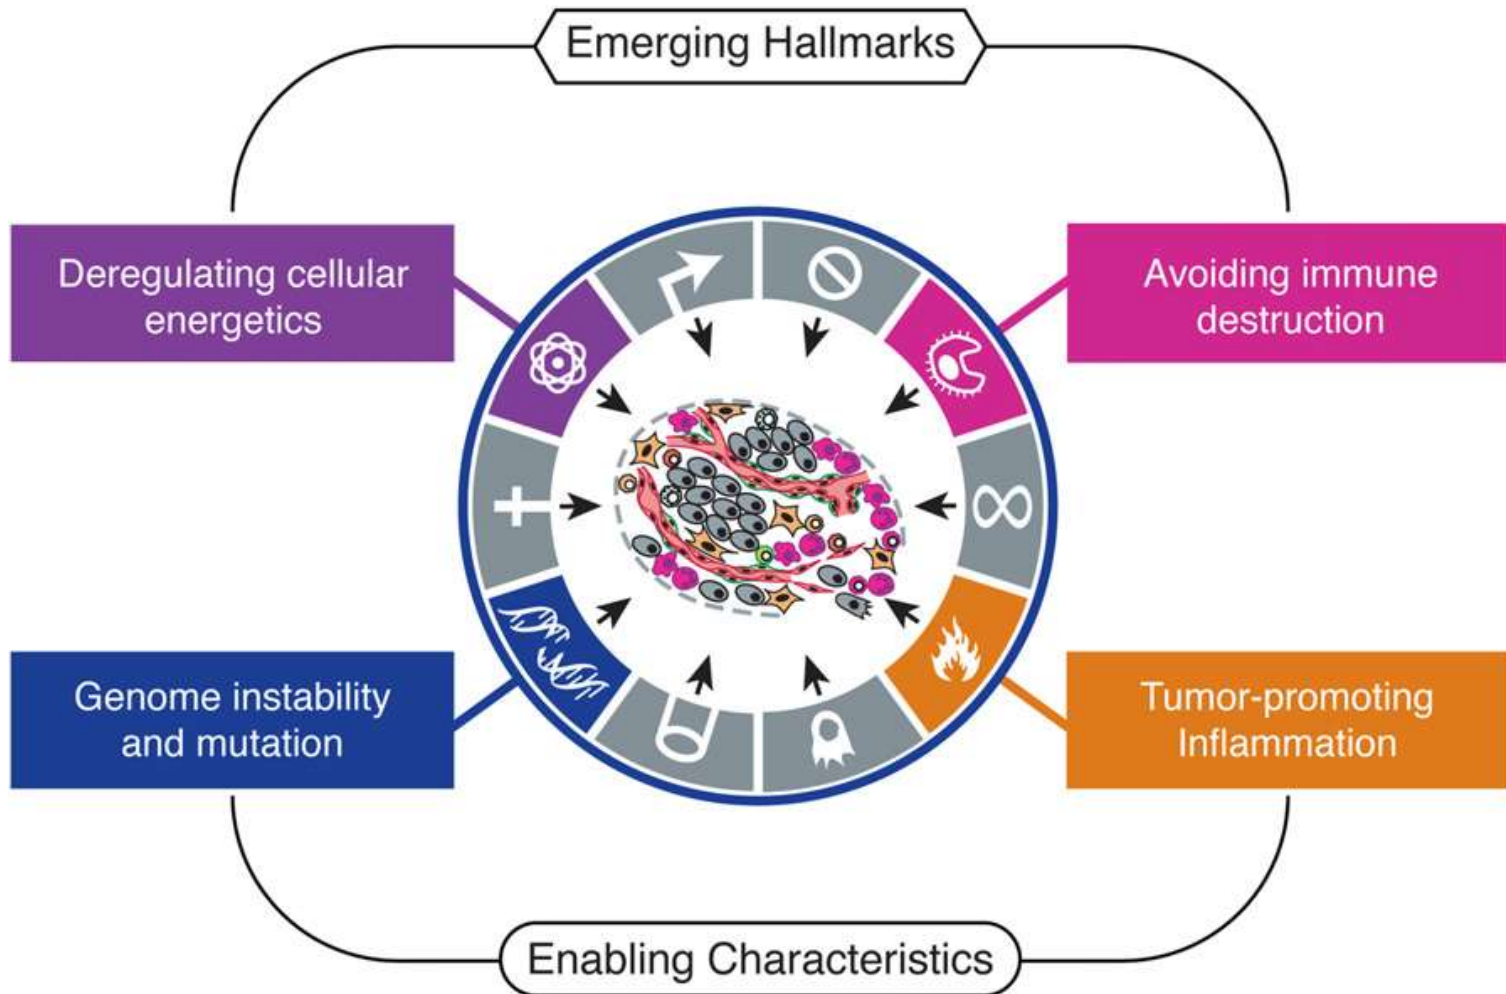 Emerging Hallmarks
Deregulating cellular
energetics
Avoiding immune
destruction
Genome instability
and mutation
Tumor-promoting
Inflammation
Enabling Characteristics